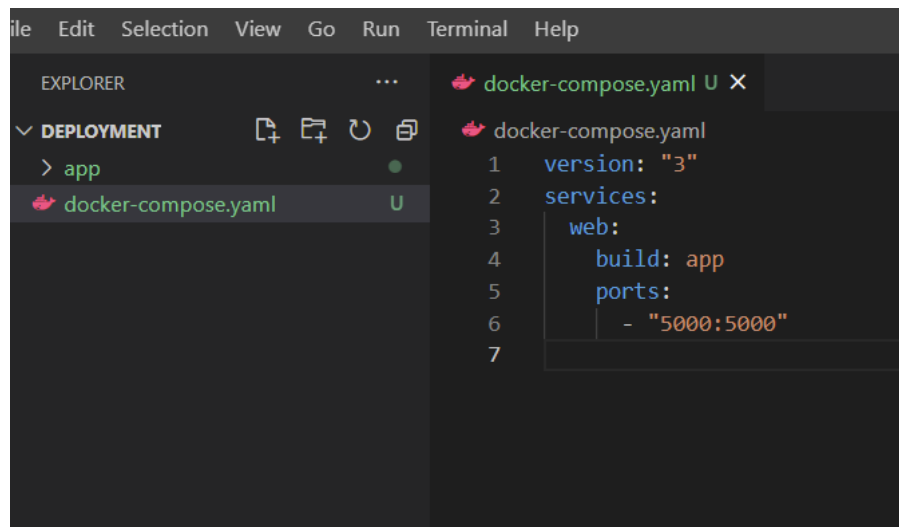 ile Edit Selection View Go Run Terminal Help
EXPLORER ...
DEPLOYMENT
app
docker-compose.yaml U
docker-compose.yaml U
docker-compose.yaml
1 version: "3"
2 services:
3 web:
4 build: app
5 ports:
6 - "5000:5000"
7